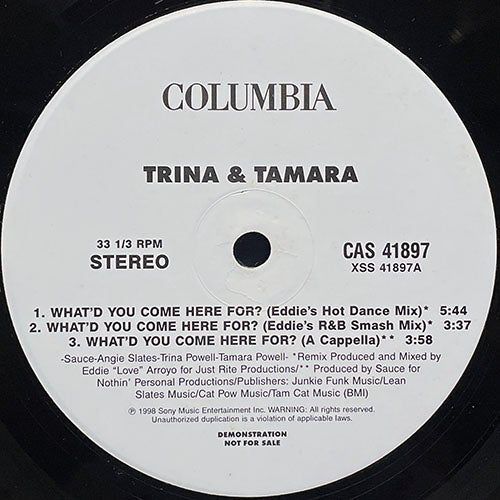 COLUMBIA
TRINA & TAMARA
33 1/3 RPM
STEREO
CAS 41897
XSS 41897A
1. WHAT'D YOU COME HERE FOR? (Eddie's Hot Dance Mix)* 5:44
2. WHAT'D YOU COME HERE FOR? (Eddie's R&B Smash Mix)* 3:37
3. WHAT'D YOU COME HERE FOR? (A Cappella)** 3:58
-Sauce-Angie Slates-Trina Powell-Tamara Powell- *Remix Produced and Mixed by
Eddie "Love" Arroyo for Just Rite Productions/** Produced by Sauce for
Nothin' Personal Productions/Publishers: Junkie Funk Music/Lean
Slates Music/Cat Pow Music/Tam Cat Music (BMI)
℗ 1998 Sony Music Entertainment Inc. WARNING: All rights reserved.
Unauthorized duplication is a violation of applicable laws.
DEMONSTRATION
NOT FOR SALE